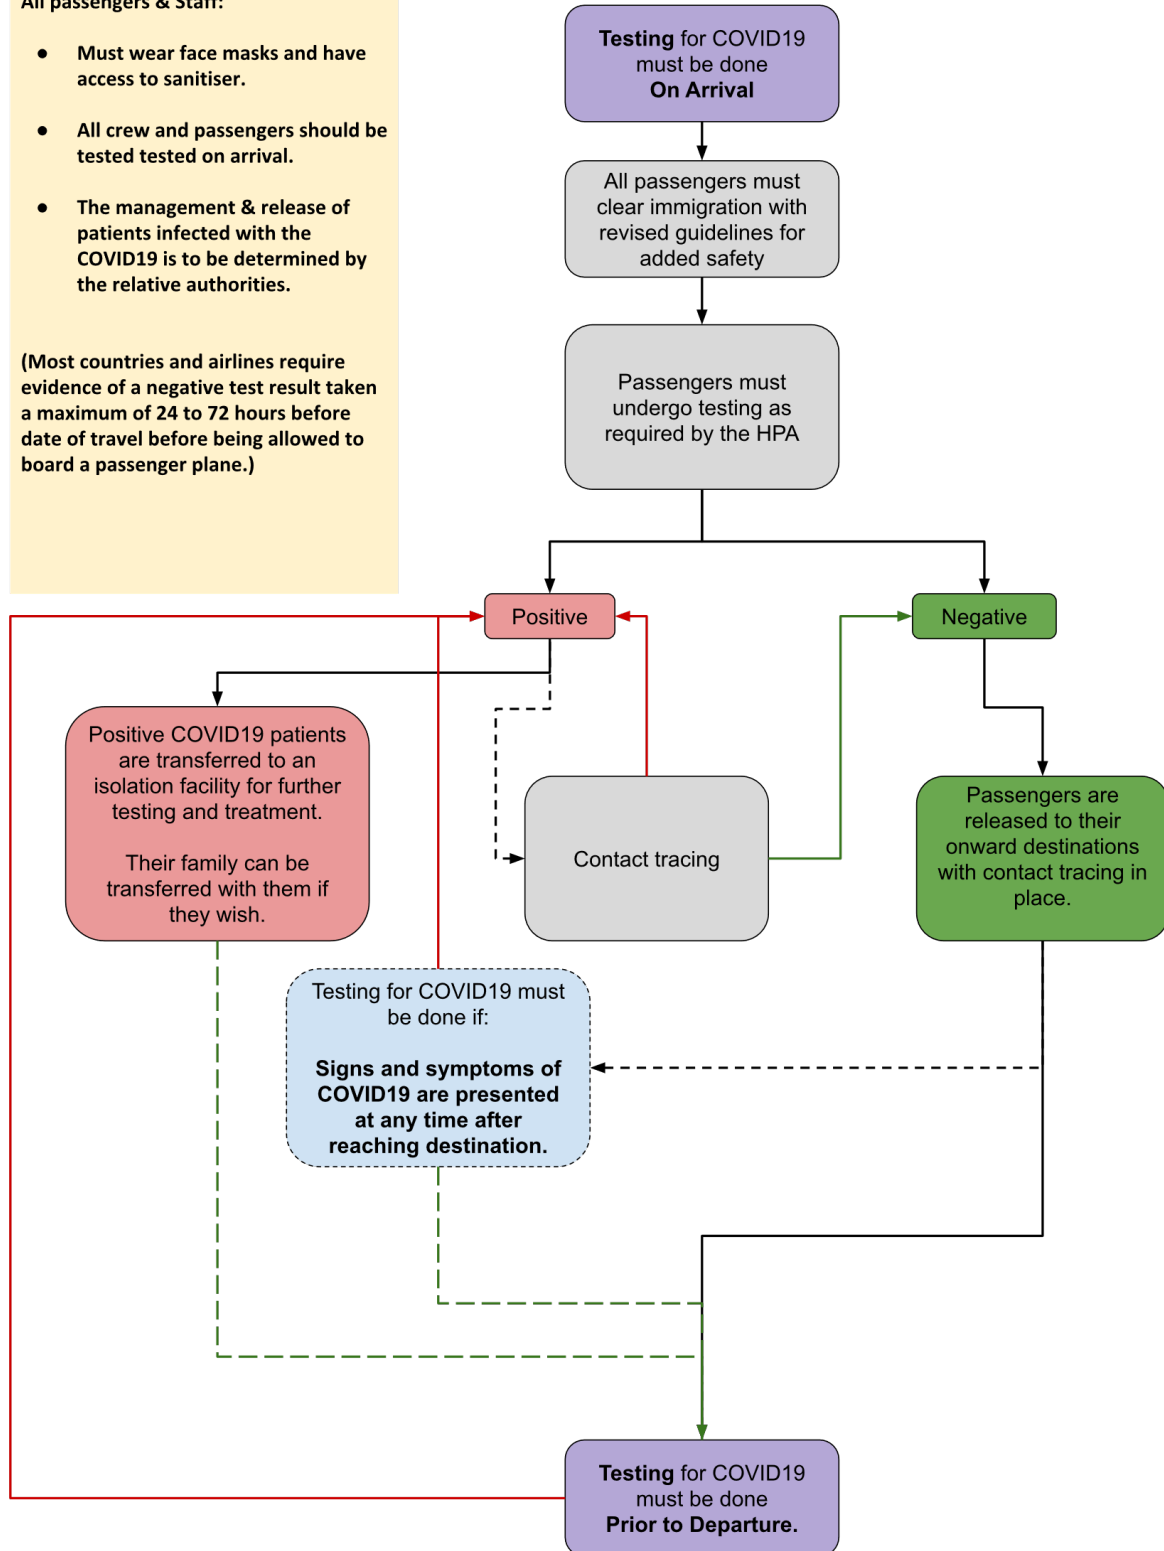 All passengers & Staff:
● Must wear face masks and have
access to sanitiser.
● All crew and passengers should be
tested tested on arrival.
● The management & release of
patients infected with the
COVID19 is to be determined by
the relative authorities.
(Most countries and airlines require
evidence of a negative test result taken
a maximum of 24 to 72 hours before
date of travel before being allowed to
board a passenger plane.)
Testing for COVID19
must be done
On Arrival
All passengers must
clear immigration with
revised guidelines for
added safety
Passengers must
undergo testing as
required by the HPA
Positive
Negative
Positive COVID19 patients
are transferred to an
isolation facility for further
testing and treatment.
Their family can be
transferred with them if
they wish.
Contact tracing
Passengers are
released to their
onward destinations
with contact tracing in
place.
Testing for COVID19 must
be done if:
Signs and symptoms of
COVID19 are presented
at any time after
reaching destination.
Testing for COVID19
must be done
Prior to Departure.